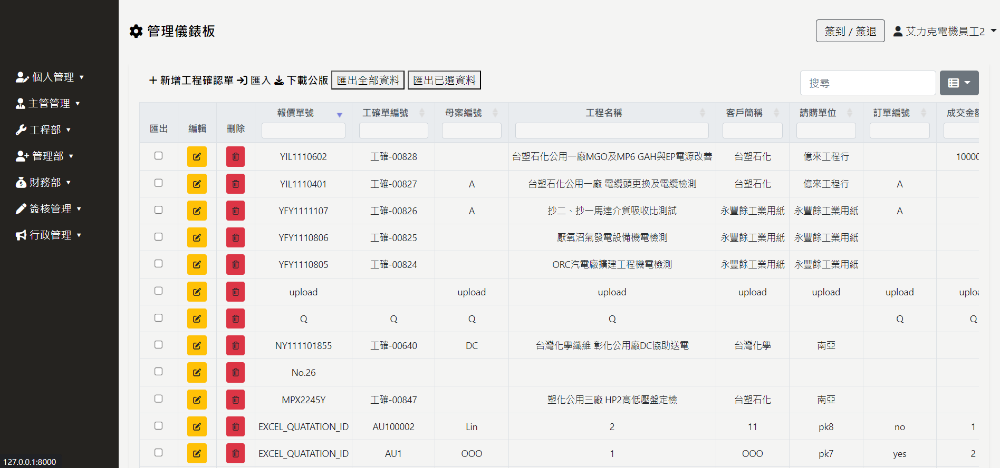 管理儀錶板
簽到 / 簽退
艾力克電機員工2
個人管理
主管管理
工程部
管理部
財務部
簽核管理
行政管理
新增工程確認單 匯入 下載公版 匯出全部資料 匯出已選資料
搜尋
匯出 編輯 刪除 報價單號 工確單編號 母案編號 工程名稱 客戶簡稱 請購單位 訂單編號 成交金額
YIL1110602 工確-00828 台塑石化公用一廠MGO及MP6 GAH與EP電源改善 台塑石化 億來工程行 10000
YIL1110401 工確-00827 A 台塑石化公用一廠 電纜頭更換及電纜檢測 台塑石化 億來工程行 A
YFY1111107 工確-00826 A 抄二、抄一馬達介質吸收比測試 永豐餘工業用紙 永豐餘工業用紙 A
YFY1110806 工確-00825 厭氧沼氣發電設備機電檢測 永豐餘工業用紙 永豐餘工業用紙
YFY1110805 工確-00824 ORC汽電廠擴建工程機電檢測 永豐餘工業用紙 永豐餘工業用紙
upload upload upload upload upload upload uploa
Q Q Q Q Q Q
NY111101855 工確-00640 DC 台灣化學纖維 彰化公用廠DC協助送電 台灣化學 南亞
No.26
MPX2245Y 工確-00847 塑化公用三廠 HP2高低壓盤定檢 台塑石化 南亞
EXCEL_QUATATION_ID AU100002 Lin 2 11 pk8 no 1
EXCEL_QUATATION_ID AU1 OOO 1 OOO pk7 yes 2
127.0.0.1:8000